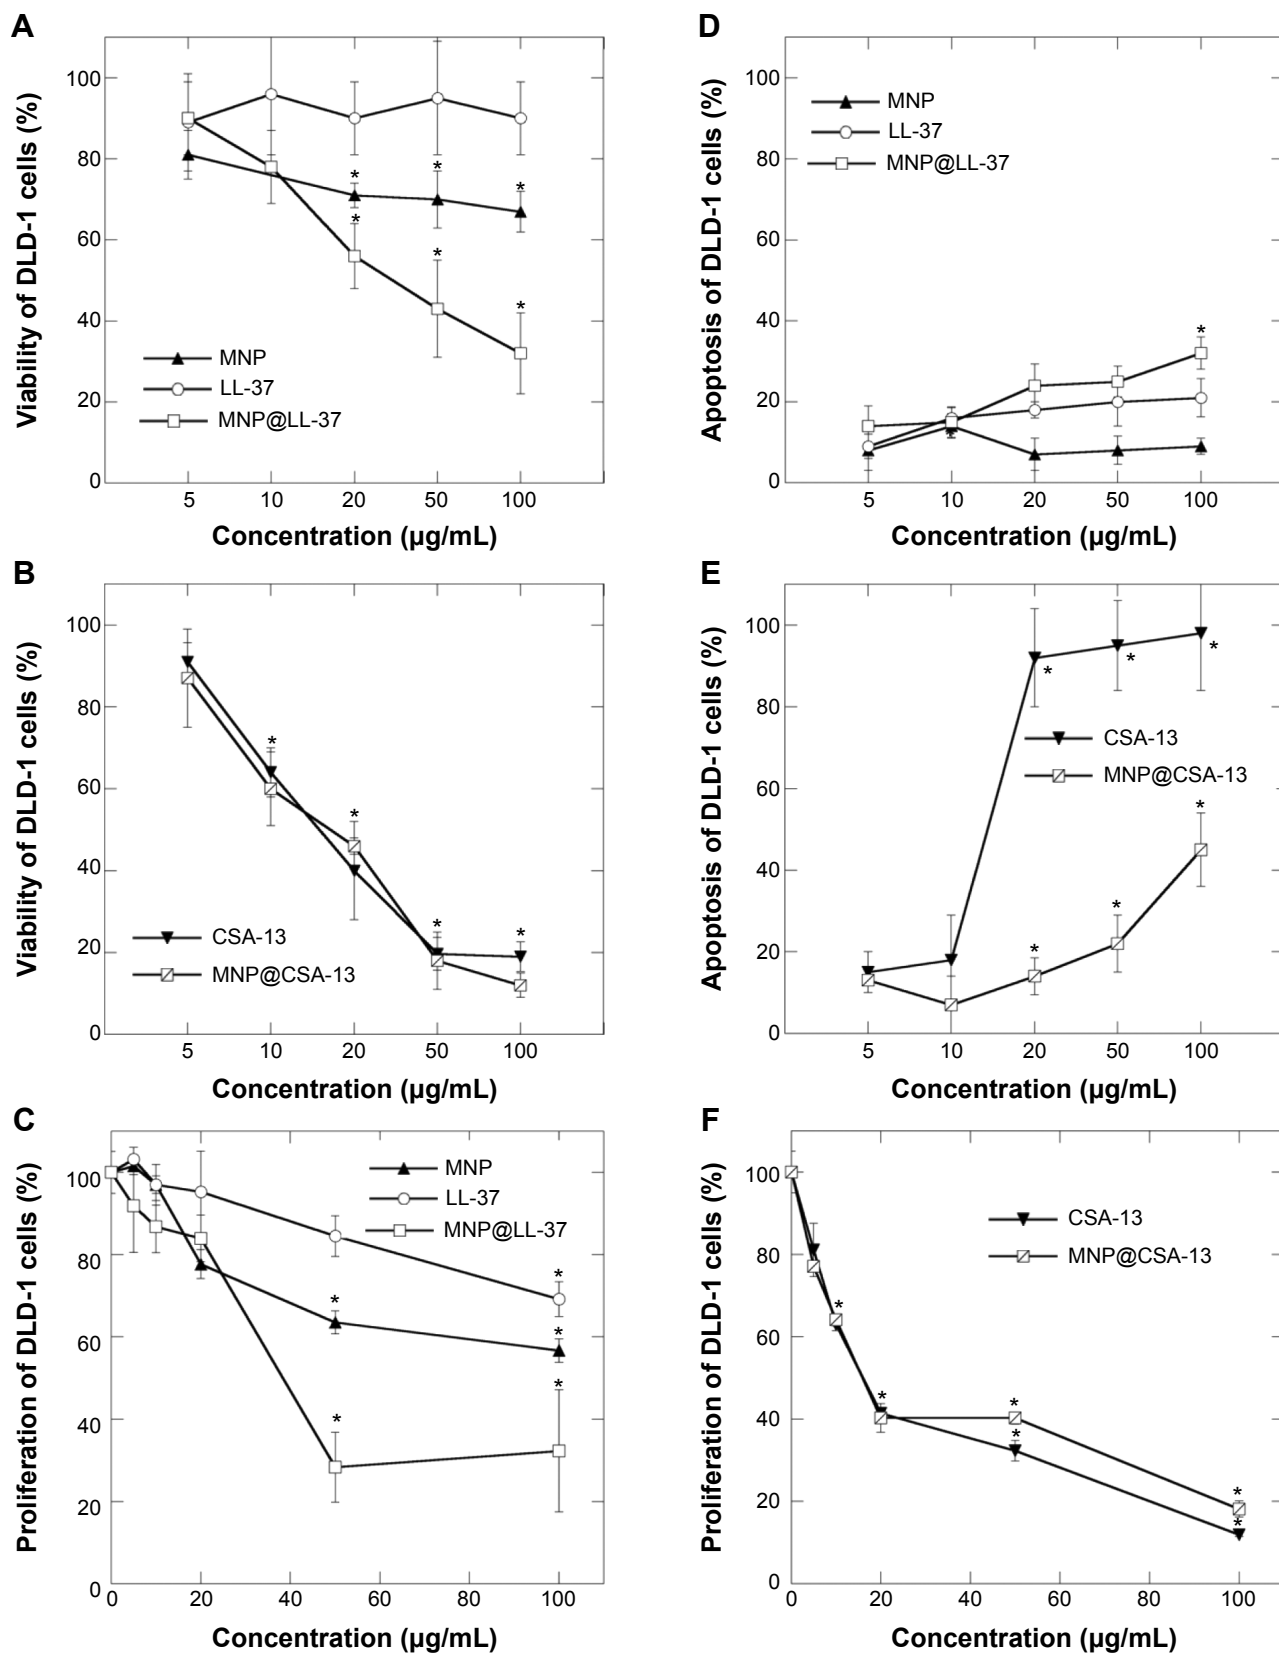 A
Viability of DLD-1 cells (%)
100
80
60
40
20
0
* * *
* * *
MNP
LL-37
MNP@LL-37
5 10 20 50 100
Concentration (µg/mL)
D
Apoptosis of DLD-1 cells (%)
100
80
60
40
20
0
MNP
LL-37
MNP@LL-37
*
5 10 20 50 100
Concentration (µg/mL)
B
Viability of DLD-1 cells (%)
100
80
60
40
20
0
* * * *
CSA-13
MNP@CSA-13
5 10 20 50 100
Concentration (µg/mL)
E
Apoptosis of DLD-1 cells (%)
100
80
60
40
20
0
* * *
CSA-13
MNP@CSA-13
* * *
5 10 20 50 100
Concentration (µg/mL)
C
Proliferation of DLD-1 cells (%)
100
80
60
40
20
0
MNP
LL-37
MNP@LL-37
*
* *
* *
0 20 40 60 80 100
Concentration (µg/mL)
F
Proliferation of DLD-1 cells (%)
100
80
60
40
20
0
CSA-13
MNP@CSA-13
* * * *
* *
0 20 40 60 80 100
Concentration (µg/mL)